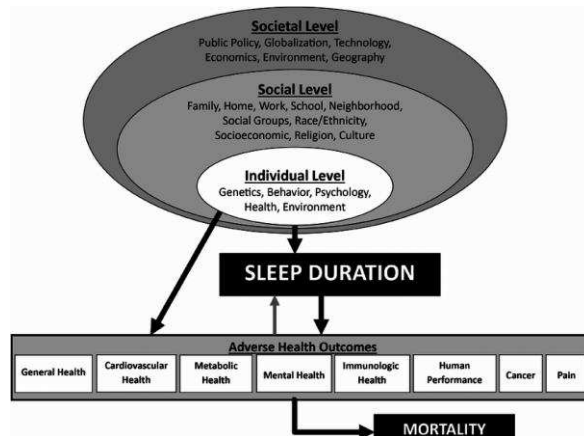 Societal Level
Public Policy, Globalization, Technology,
Economics, Environment, Geography
Social Level
Family, Home, Work, School, Neighborhood,
Social Groups, Race/Ethnicity,
Socioeconomic, Religion, Culture
Individual Level
Genetics, Behavior, Psychology,
Health, Environment
SLEEP DURATION
Adverse Health Outcomes
General Health
Cardiovascular
Health
Metabolic
Health
Mental Health
Immunologic
Health
Human
Performance
Cancer
Pain
MORTALITY